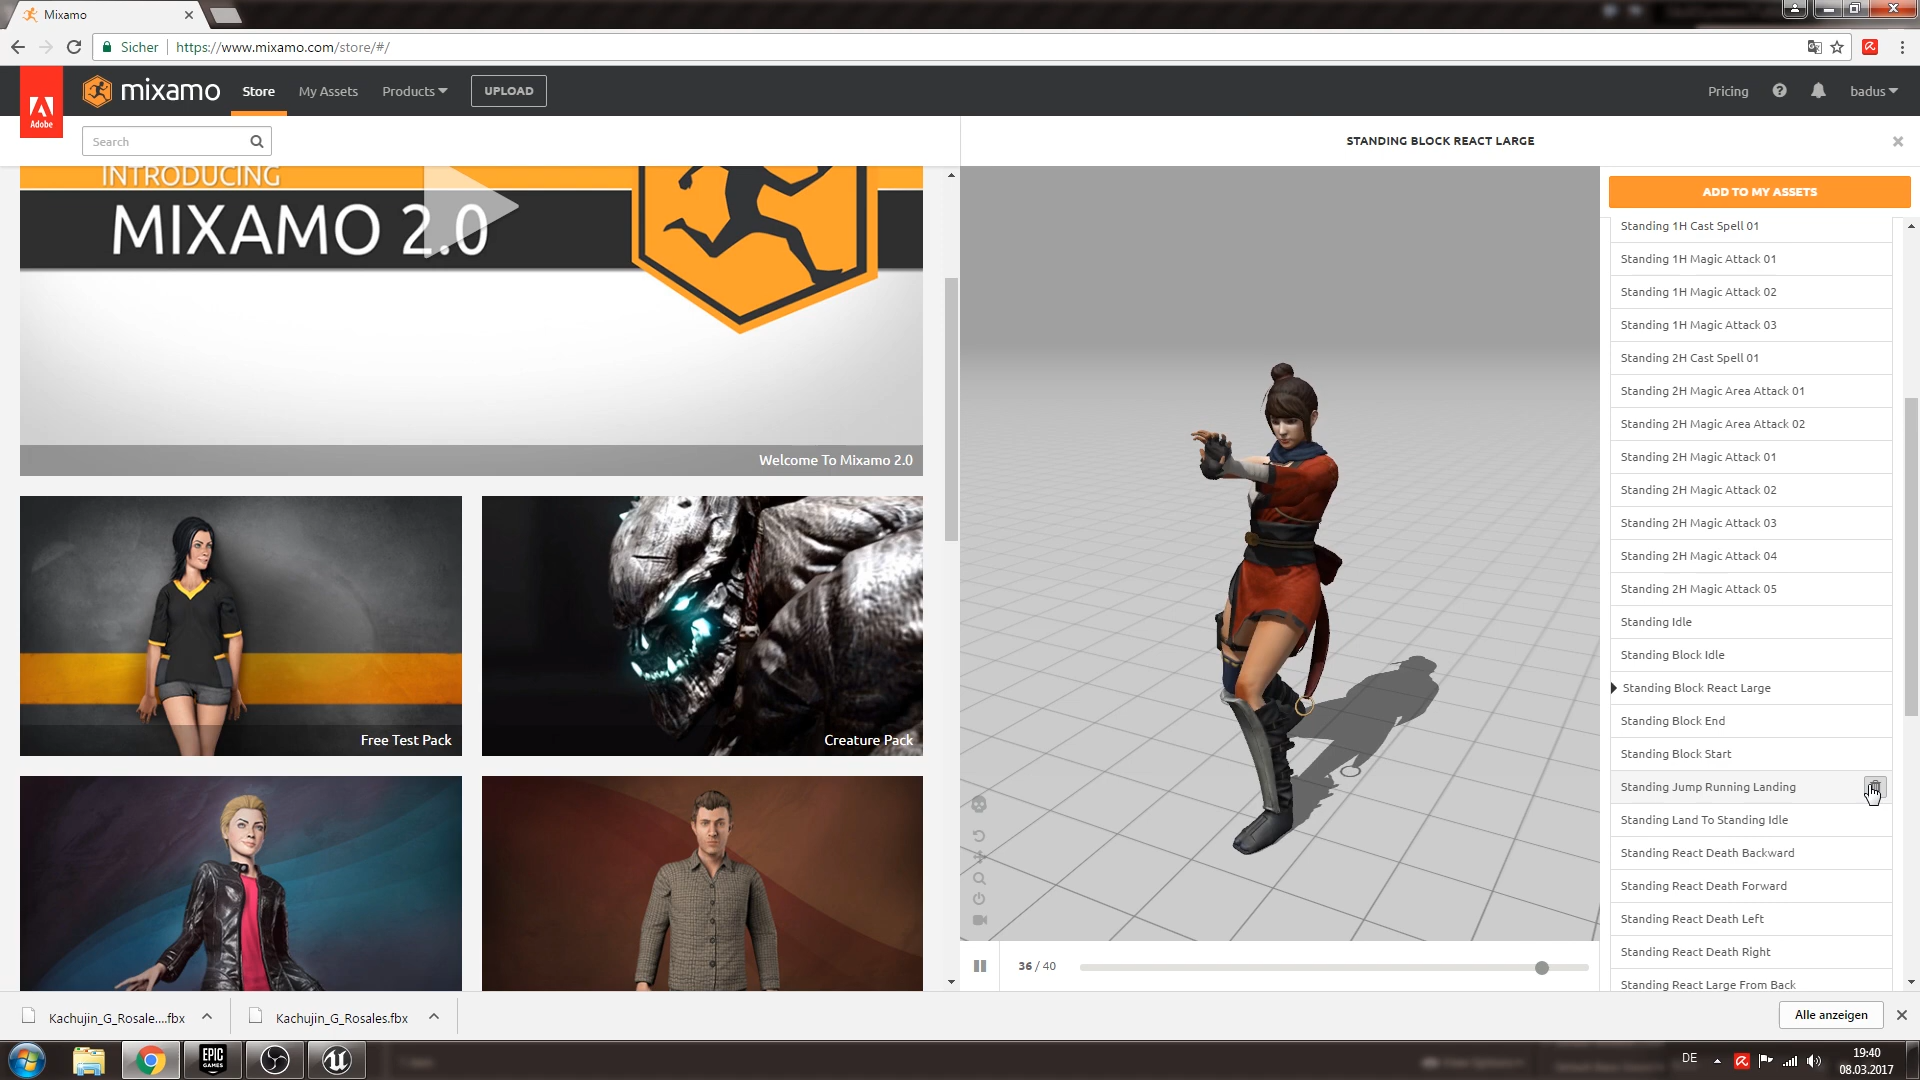 Mixamo
Sicher
https://www.mixamo.com/store/#/
Adobe
mixamo
Store
My Assets
Products
UPLOAD
Pricing
badus
Search
STANDING BLOCK REACT LARGE
INTRODUCING
MIXAMO 2.0
Welcome To Mixamo 2.0
Free Test Pack
Creature Pack
ADD TO MY ASSETS
Standing 1H Cast Spell 01
Standing 1H Magic Attack 01
Standing 1H Magic Attack 02
Standing 1H Magic Attack 03
Standing 2H Cast Spell 01
Standing 2H Magic Area Attack 01
Standing 2H Magic Area Attack 02
Standing 2H Magic Attack 01
Standing 2H Magic Attack 02
Standing 2H Magic Attack 03
Standing 2H Magic Attack 04
Standing 2H Magic Attack 05
Standing Idle
Standing Block Idle
Standing Block React Large
Standing Block End
Standing Block Start
Standing Jump Running Landing
Standing Land To Standing Idle
Standing React Death Backward
Standing React Death Forward
Standing React Death Left
Standing React Death Right
Standing React Large From Back
36 / 40
Kachujin_G_Rosale....fbx
Kachujin_G_Rosales.fbx
Alle anzeigen
EPIC GAMES
DE
19:40
08.03.2017